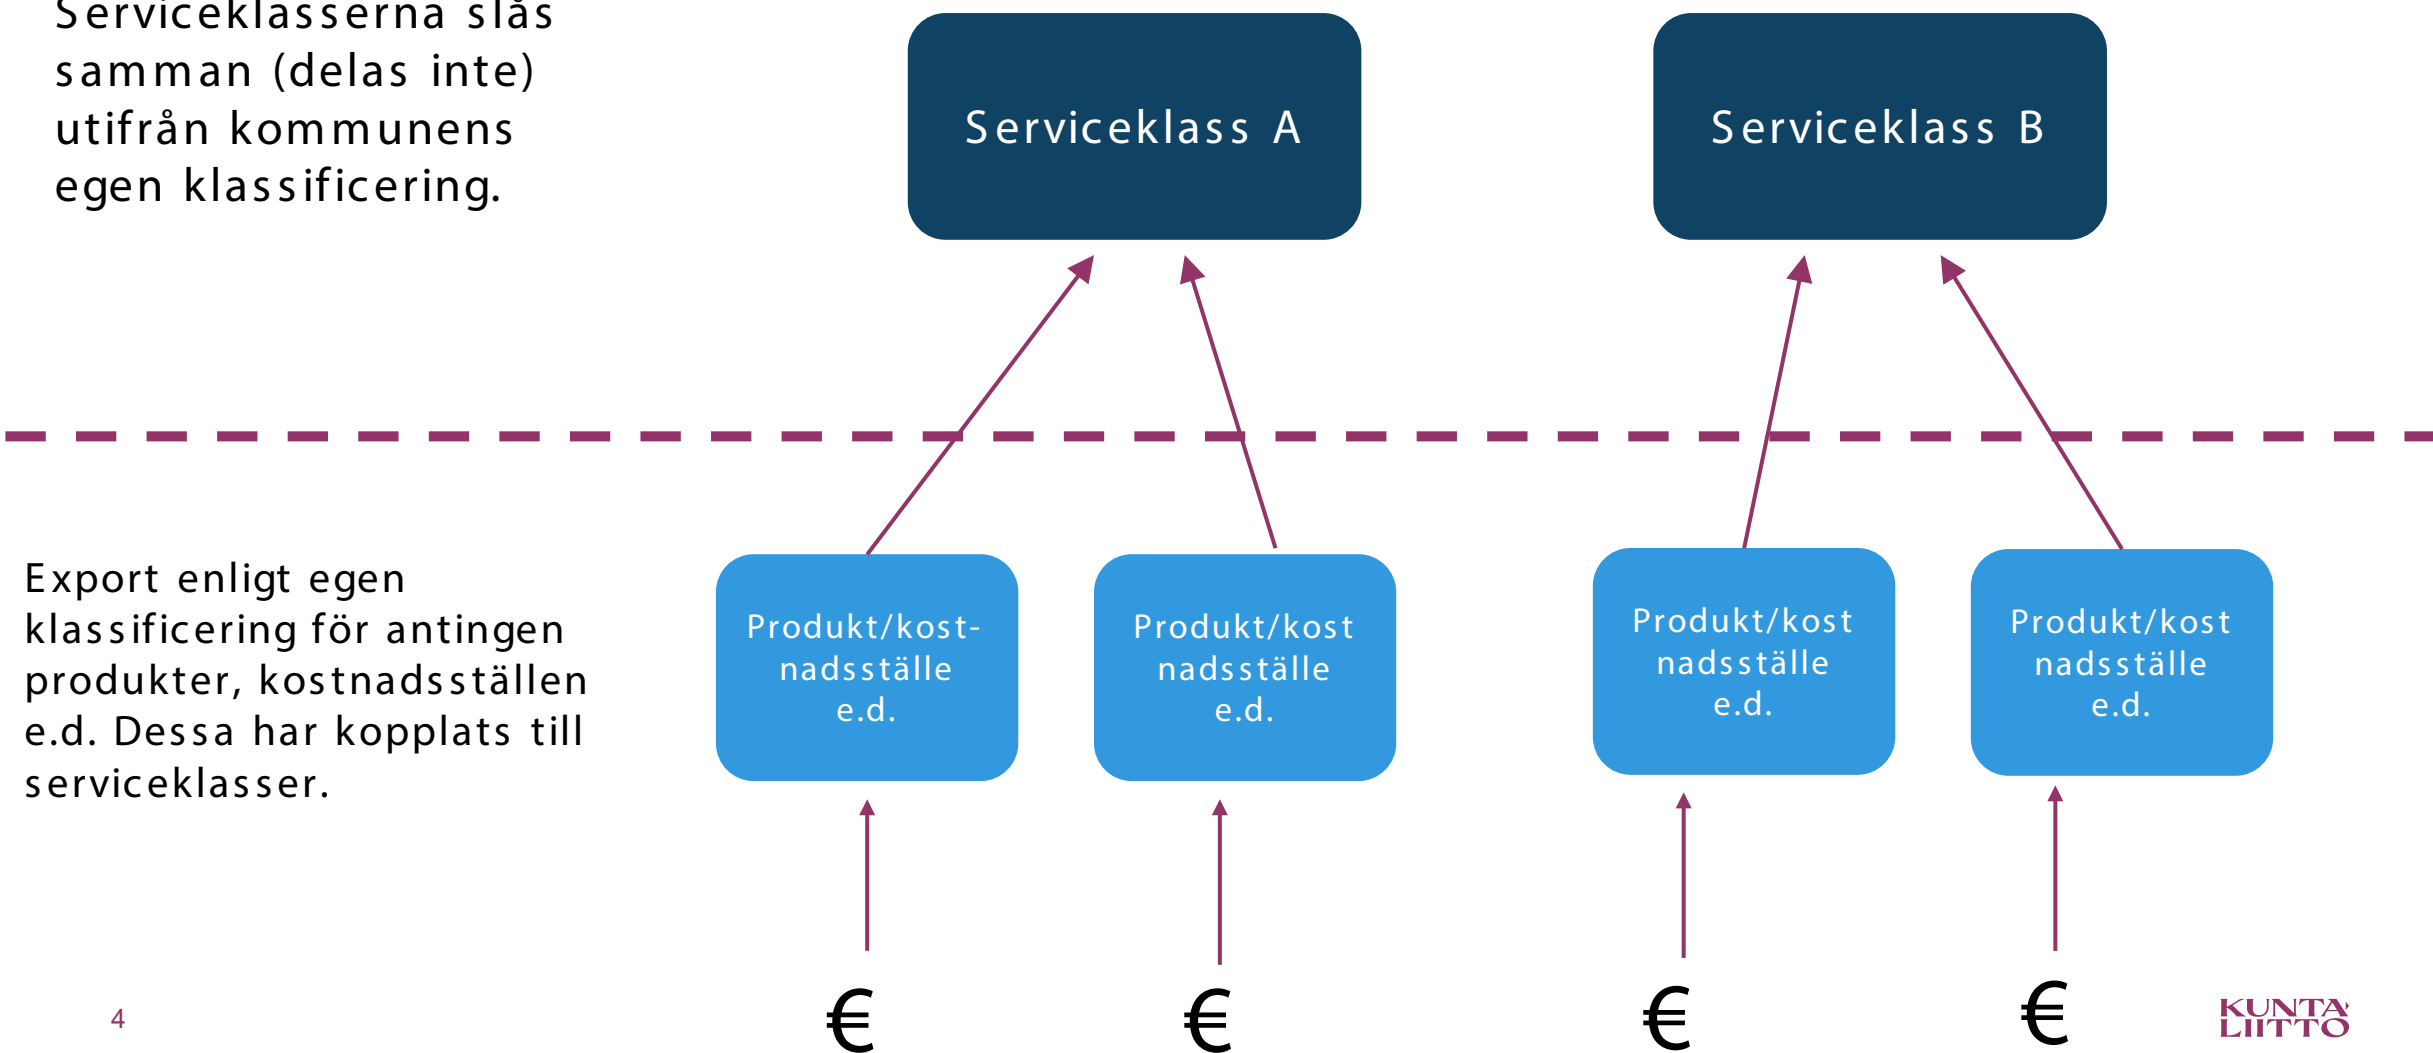 Serviceklasserna slås
samman (delas inte)
utifrån kommunens
egen klassificering.
Serviceklass A
Serviceklass B
Export enligt egen
klassificering för antingen
produkter, kostnadsställen
e.d. Dessa har kopplats till
serviceklasser.
Produkt/kost-
nadsställe
e.d.
Produkt/kost
nadsställe
e.d.
Produkt/kost
nadsställe
e.d.
Produkt/kost
nadsställe
e.d.
€
€
€
€
4
KUNTA
LIITTO